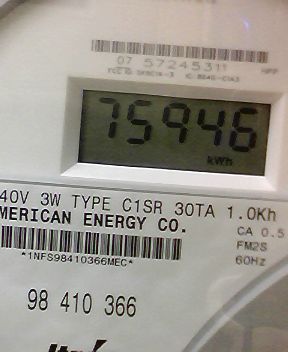 07 57245311
75946
kWh
40V 3W TYPE C1SR 30TA 1.0Kh
MERICAN ENERGY CO.
CA 0.5
FM2S
60Hz
*1NFS98410366MEC*
98 410 366